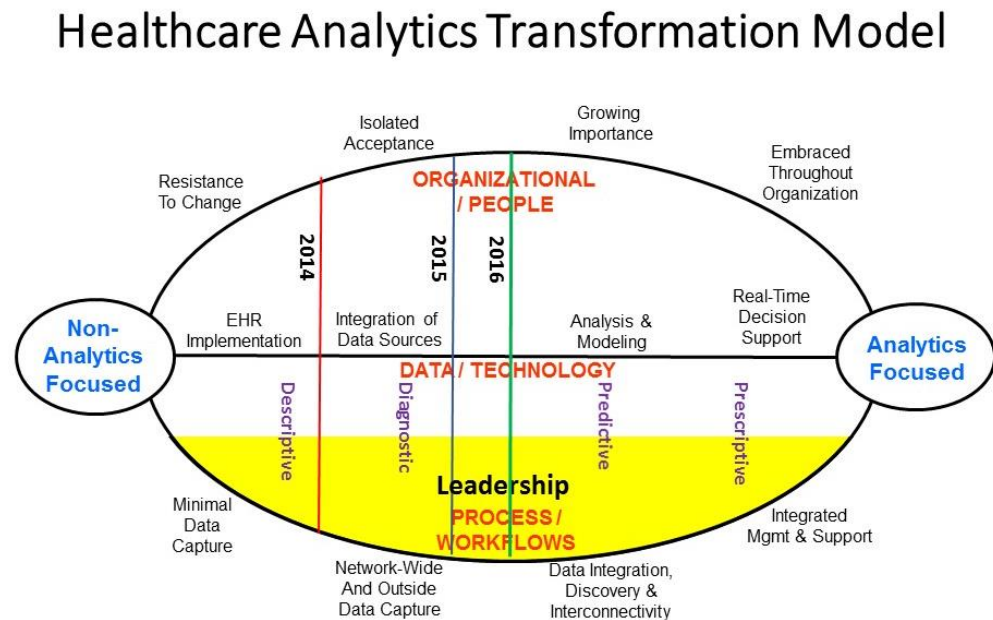 Healthcare Analytics Transformation Model
Isolated
Acceptance
Growing
Importance
Resistance
To Change
Embraced
Throughout
Organization
ORGANIZATIONAL
/ PEOPLE
2014
2015
2016
Non-
Analytics
Focused
EHR
Implementation
Integration of
Data Sources
Analysis &
Modeling
Real-Time
Decision
Support
Analytics
Focused
DATA / TECHNOLOGY
Descriptive
Diagnostic
Predictive
Prescriptive
Leadership
PROCESS /
WORKFLOWS
Minimal
Data
Capture
Network-Wide
And Outside
Data Capture
Data Integration,
Discovery &
Interconnectivity
Integrated
Mgmt & Support